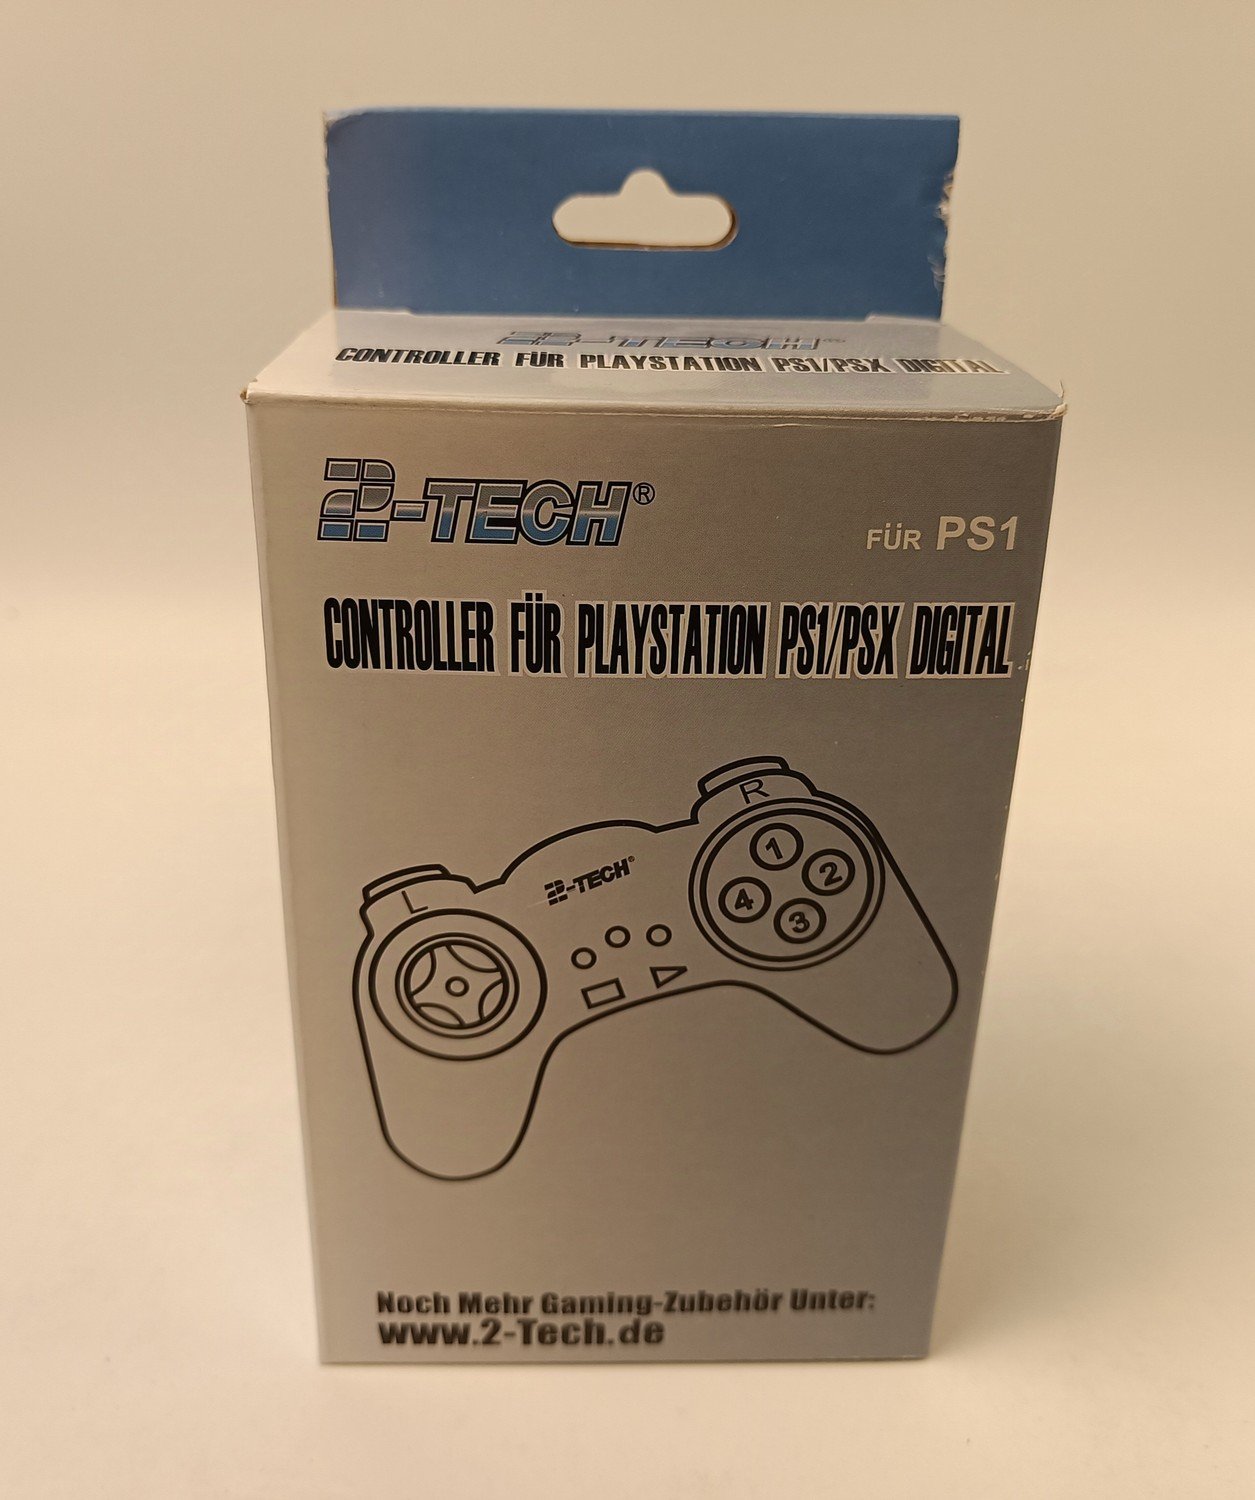 2-TECH®
CONTROLLER FÜR PLAYSTATION PS1/PSX DIGITAL
2-TECH®
FÜR PS1
CONTROLLER FÜR PLAYSTATION PS1/PSX DIGITAL
R
1
2
4
3
2-TECH®
L
Noch Mehr Gaming-Zubehör Unter:
www.2-Tech.de